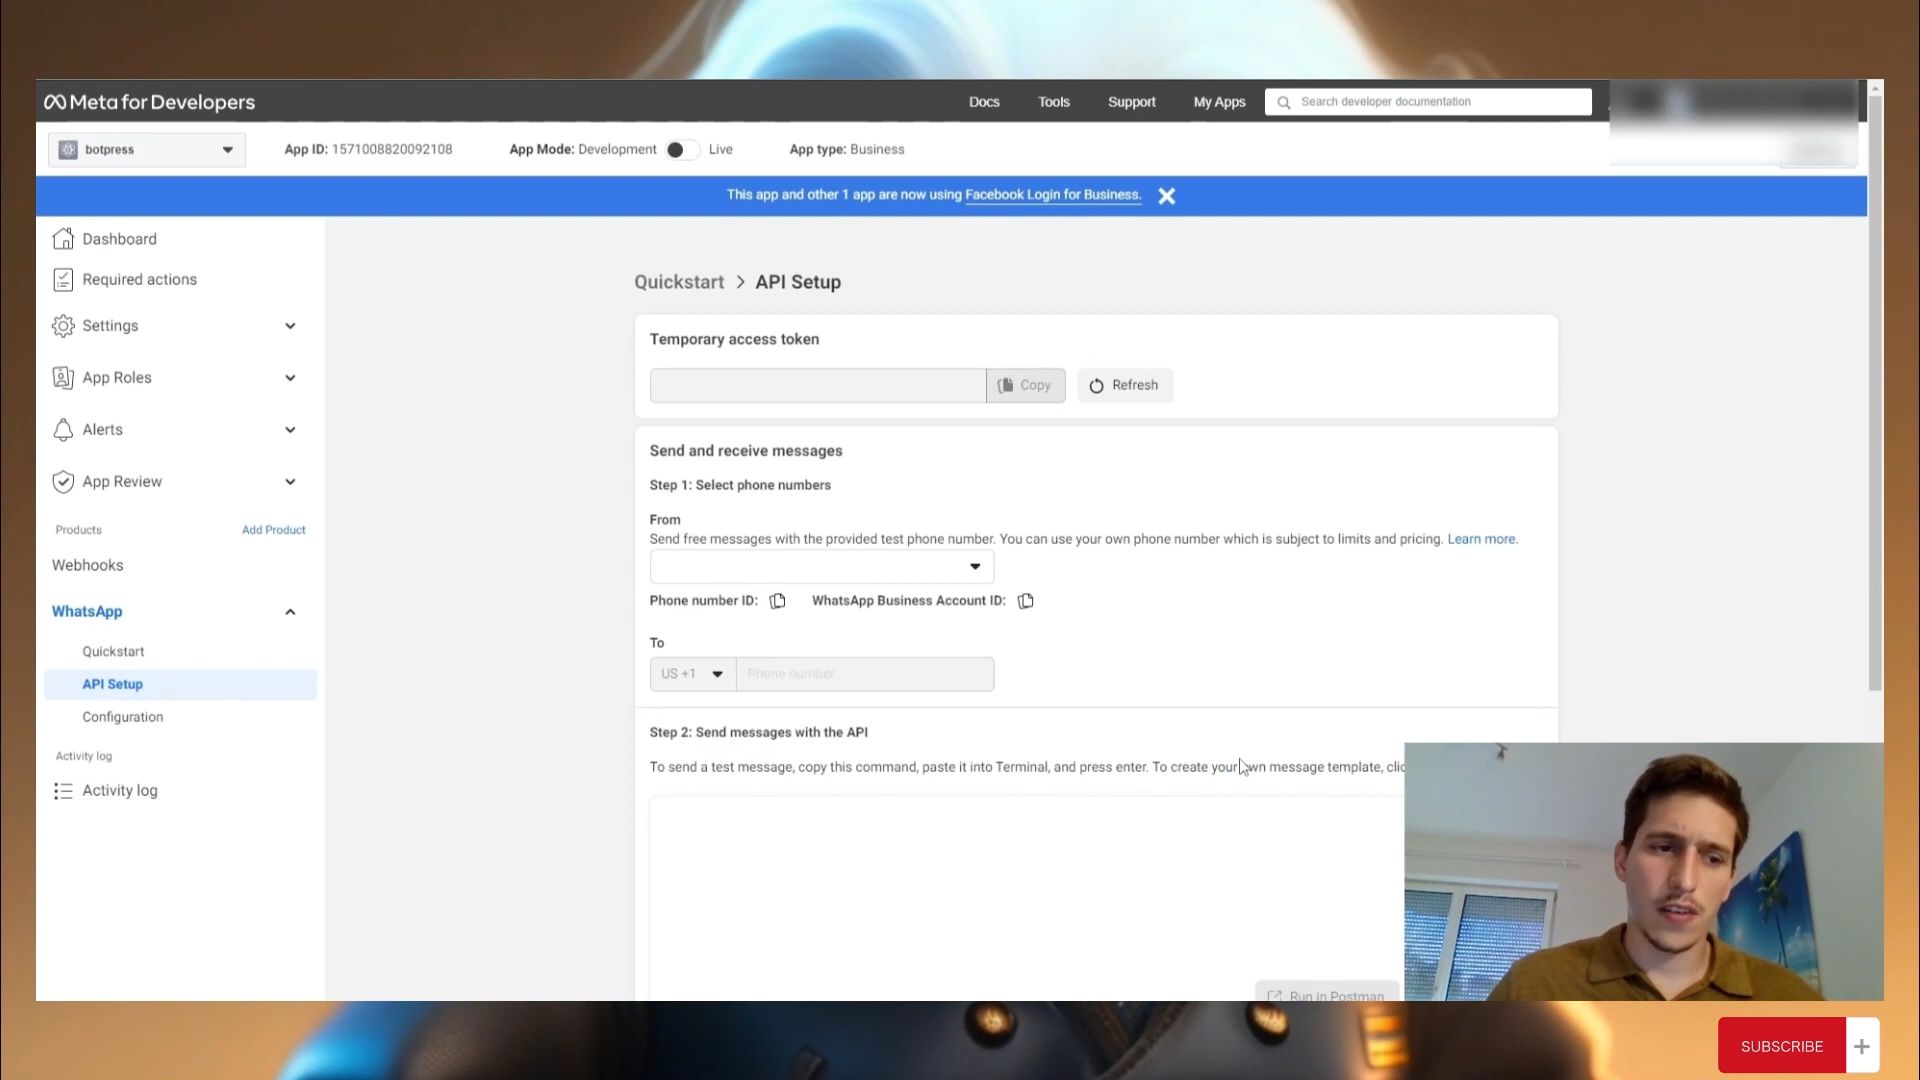 Meta for Developers
Docs
Tools
Support
My Apps
Search developer documentation
botpress
App ID: 1571008820092108
App Mode: Development
Live
App type: Business
This app and other 1 app are now using Facebook Login for Business.
Dashboard
Required actions
Settings
App Roles
Alerts
App Review
Products
Add Product
Webhooks
WhatsApp
Quickstart
API Setup
Configuration
Activity log
Activity log
Quickstart > API Setup
Temporary access token
Copy
Refresh
Send and receive messages
Step 1: Select phone numbers
From
Send free messages with the provided test phone number. You can use your own phone number which is subject to limits and pricing. Learn more.
Phone number ID:
WhatsApp Business Account ID:
To
US +1
Phone number
Step 2: Send messages with the API
To send a test message, copy this command, paste it into Terminal, and press enter. To create your own message template, clic
Run in Postman
SUBSCRIBE